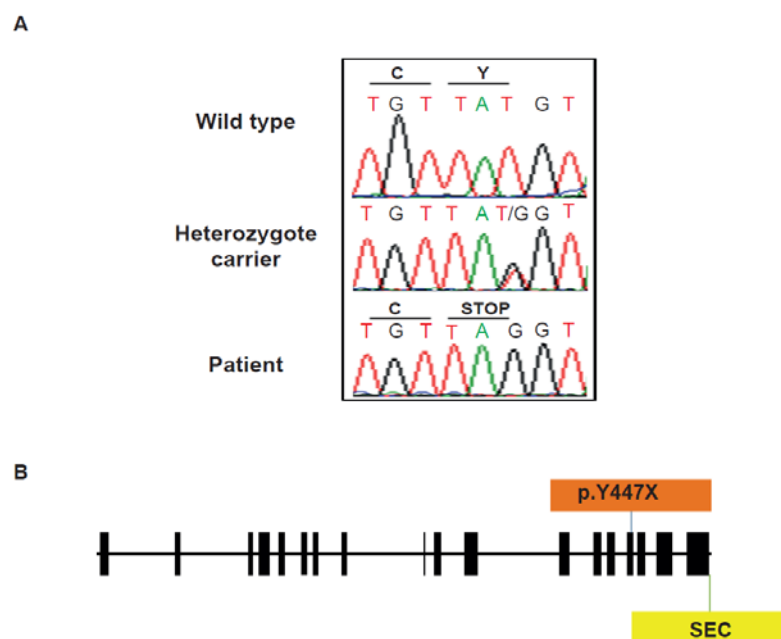 A
C Y
T G T T A T G T
Wild type
T G T T A T/G G T
Heterozygote
carrier
C STOP
T G T T A G G T
Patient
B
p.Y447X
SEC